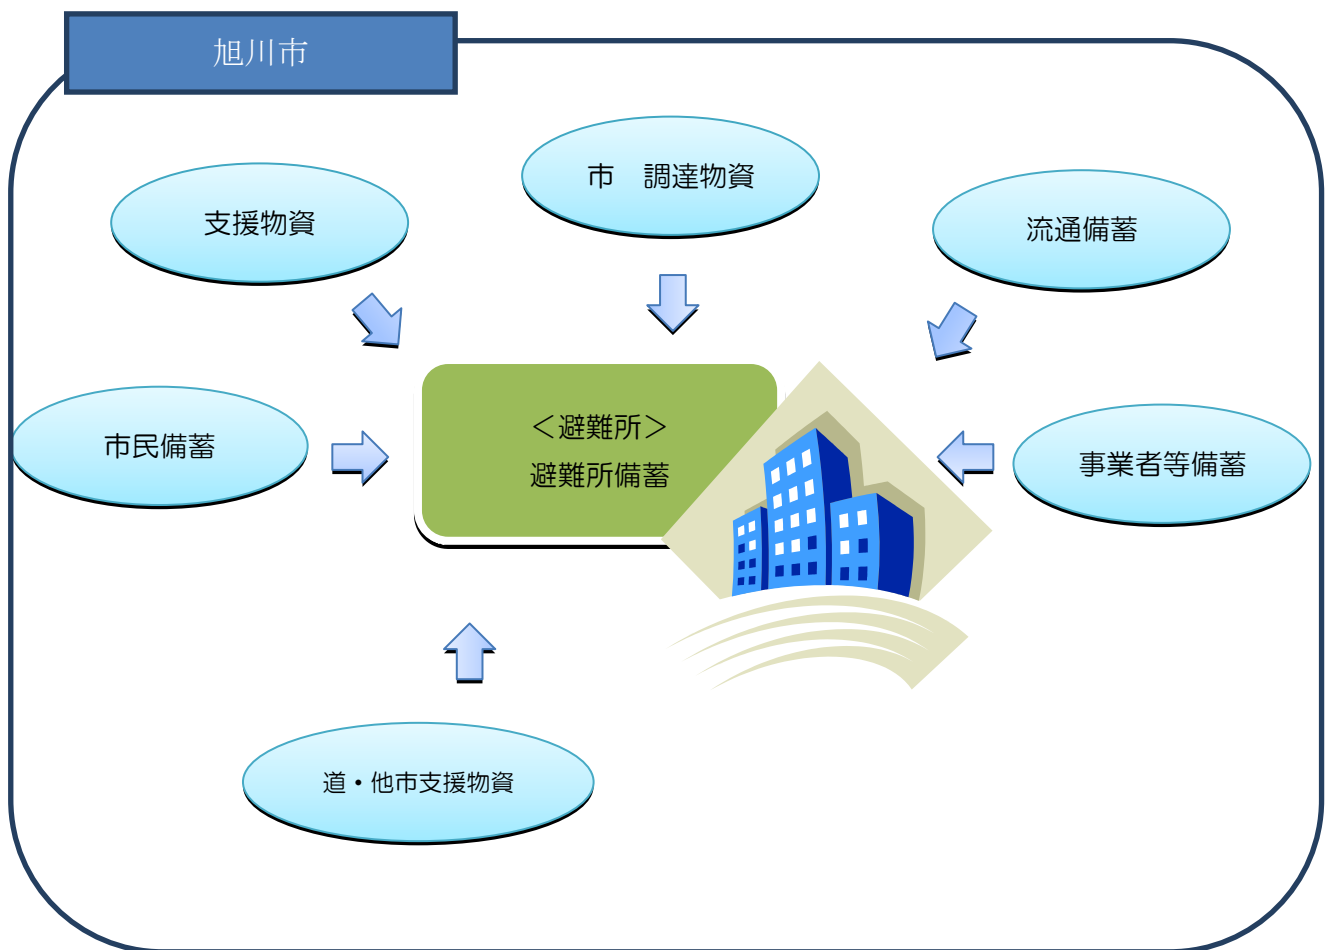 旭川市
市　調達物資
支援物資
流通備蓄
＜避難所＞
避難所備蓄
市民備蓄
事業者等備蓄
道・他市支援物資